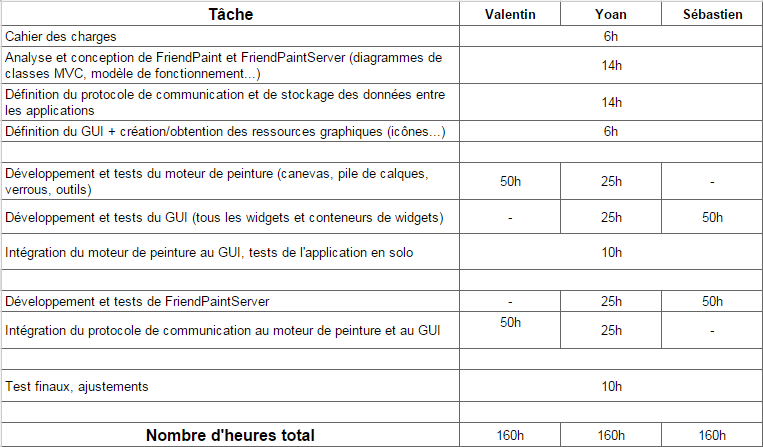 Tâche Valentin Yoan Sébastien
Cahier des charges 6h
Analyse et conception de FriendPaint et FriendPaintServer (diagrammes de
classes MVC, modèle de fonctionnement...) 14h
Définition du protocole de communication et de stockage des données entre
les applications 14h
Définition du GUI + création/obtention des ressources graphiques (icônes...) 6h
Développement et tests du moteur de peinture (canevas, pile de calques,
verrous, outils) 50h 25h -
Développement et tests du GUI (tous les widgets et conteneurs de widgets) - 25h 50h
Intégration du moteur de peinture au GUI, tests de l'application en solo 10h
Développement et tests de FriendPaintServer - 25h 50h
Intégration du protocole de communication au moteur de peinture et au GUI 50h 25h -
Test finaux, ajustements 10h
Nombre d'heures total 160h 160h 160h